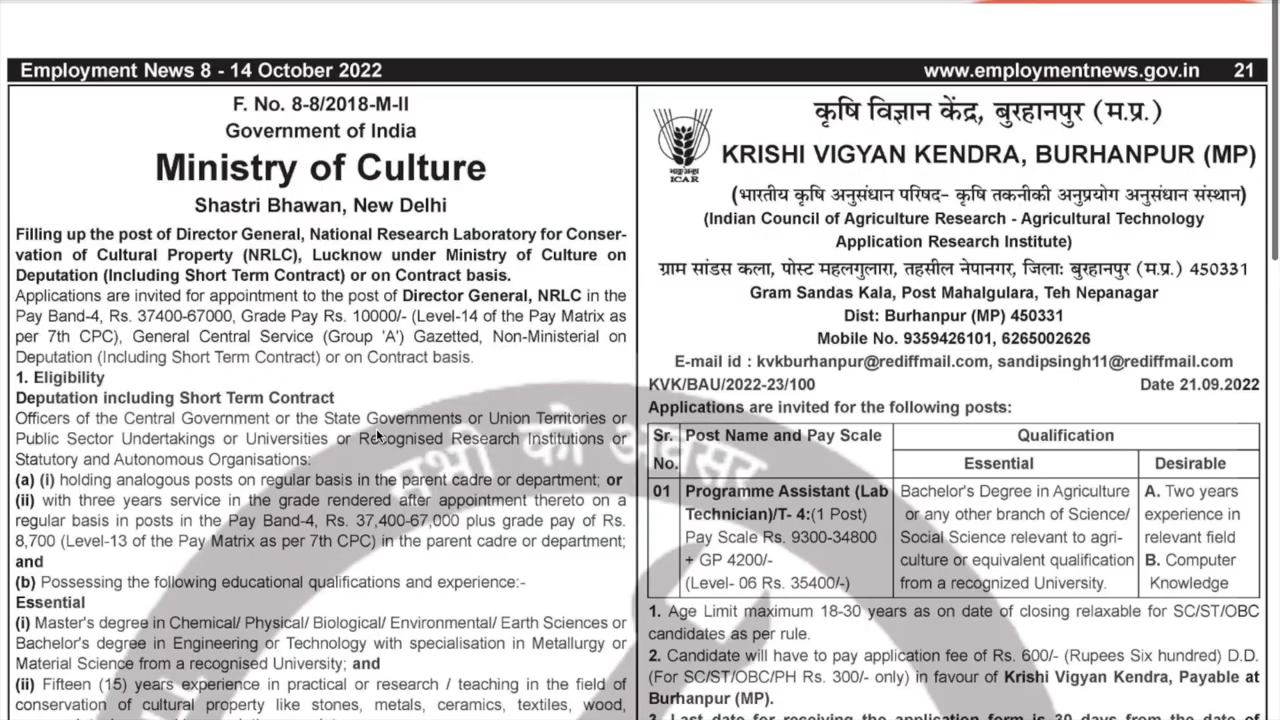 Employment News 8 - 14 October 2022
www.employmentnews.gov.in 21
F. No. 8-8/2018-M-II
Government of India
Ministry of Culture
Shastri Bhawan, New Delhi
Filling up the post of Director General, National Research Laboratory for Conser-
vation of Cultural Property (NRLC), Lucknow under Ministry of Culture on
Deputation (Including Short Term Contract) or on Contract basis.
Applications are invited for appointment to the post of Director General, NRLC in the
Pay Band-4, Rs. 37400-67000, Grade Pay Rs. 10000/- (Level-14 of the Pay Matrix as
per 7th CPC), General Central Service (Group 'A') Gazetted, Non-Ministerial on
Deputation (Including Short Term Contract) or on Contract basis.
1. Eligibility
Deputation including Short Term Contract
Officers of the Central Government or the State Governments or Union Territories or
Public Sector Undertakings or Universities or Recognised Research Institutions or
Statutory and Autonomous Organisations:
(a) (i) holding analogous posts on regular basis in the parent cadre or department; or
(ii) with three years service in the grade rendered after appointment thereto on a
regular basis in posts in the Pay Band-4, Rs. 37,400-67,000 plus grade pay of Rs.
8,700 (Level-13 of the Pay Matrix as per 7th CPC) in the parent cadre or department;
and
(b) Possessing the following educational qualifications and experience:-
Essential
(i) Master's degree in Chemical/ Physical/ Biological/ Environmental/ Earth Sciences or
Bachelor's degree in Engineering or Technology with specialisation in Metallurgy or
Material Science from a recognised University; and
(ii) Fifteen (15) years experience in practical or research / teaching in the field of
conservation of cultural property like stones, metals, ceramics, textiles, wood,
सभी को अवसर
कृषि विज्ञान केंद्र, बुरहानपुर (म.प्र.)
ICAR
KRISHI VIGYAN KENDRA, BURHANPUR (MP)
(भारतीय कृषि अनुसंधान परिषद- कृषि तकनीकी अनुप्रयोग अनुसंधान संस्थान)
(Indian Council of Agriculture Research - Agricultural Technology
Application Research Institute)
ग्राम सांडस कला, पोस्ट महलगुलारा, तहसील नेपानगर, जिला: बुरहानपुर (म.प्र.) 450331
Gram Sandas Kala, Post Mahalgulara, Teh Nepanagar
Dist: Burhanpur (MP) 450331
Mobile No. 9359426101, 6265002626
E-mail id : kvkburhanpur@rediffmail.com, sandipsingh11@rediffmail.com
KVK/BAU/2022-23/100 Date 21.09.2022
Applications are invited for the following posts:
Sr. Post Name and Pay Scale Qualification
No. Essential Desirable
01 Programme Assistant (Lab Bachelor's Degree in Agriculture A. Two years
Technician)/T- 4:(1 Post) or any other branch of Science/ experience in
Pay Scale Rs. 9300-34800 Social Science relevant to agri- relevant field
+ GP 4200/- culture or equivalent qualification B. Computer
(Level- 06 Rs. 35400/-) from a recognized University. Knowledge
1. Age Limit maximum 18-30 years as on date of closing relaxable for SC/ST/OBC
candidates as per rule.
2. Candidate will have to pay application fee of Rs. 600/- (Rupees Six hundred) D.D.
(For SC/ST/OBC/PH Rs. 300/- only) in favour of Krishi Vigyan Kendra, Payable at
Burhanpur (MP).
3. Last date for receiving the application form is 30 days from the date of